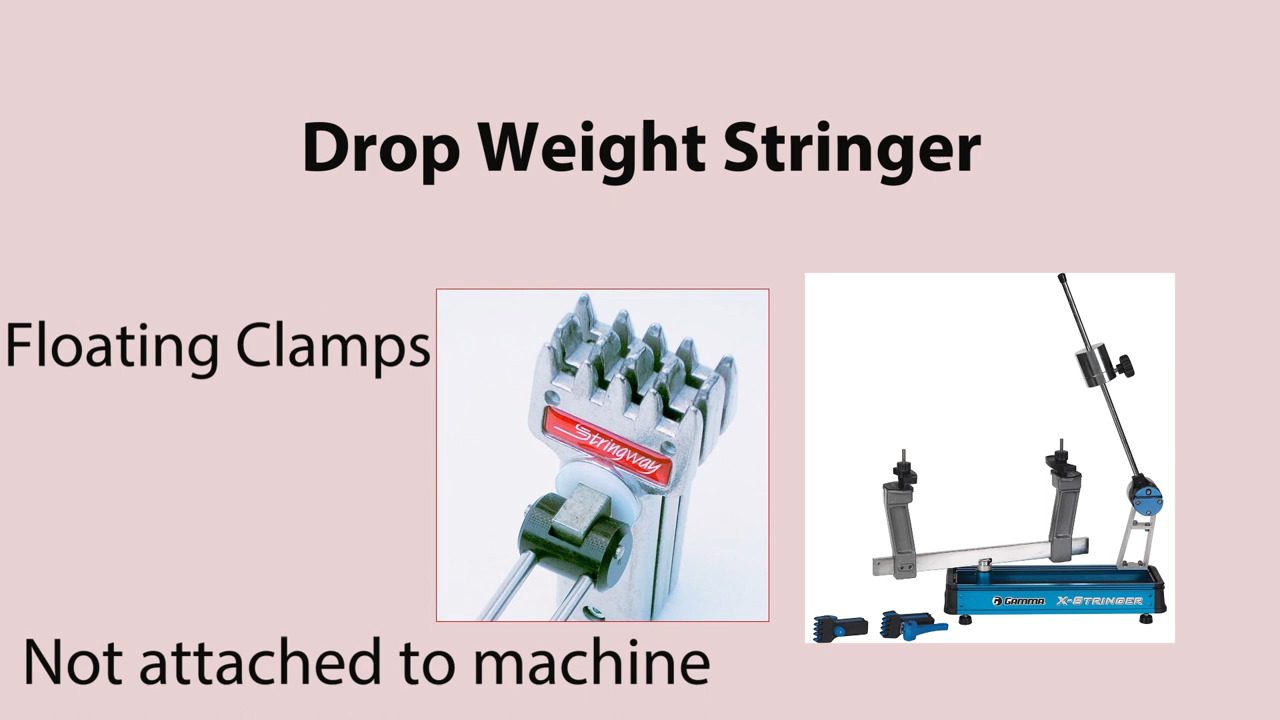 Drop Weight Stringer
Floating Clamps
Stringway
GAMMA X-STRINGER
Not attached to machine